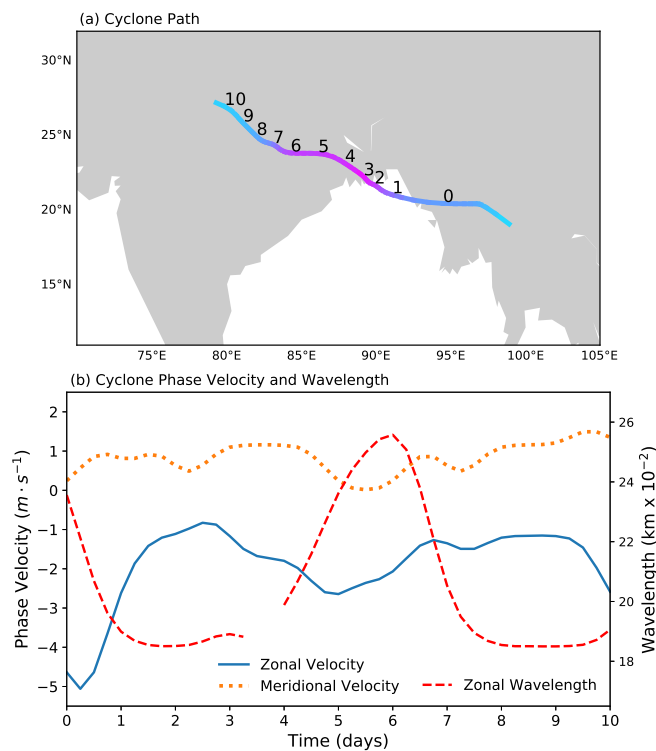 (a) Cyclone Path
30°N
25°N
20°N
15°N
10
9
8
7
6
5
4
3
2
1
0
75°E 80°E 85°E 90°E 95°E 100°E 105°E
(b) Cyclone Phase Velocity and Wavelength
Phase Velocity (m · s⁻¹)
2
1
0
−1
−2
−3
−4
−5
26
24
22
20
18
Wavelength (km x 10⁻²)
Zonal Velocity
Meridional Velocity
Zonal Wavelength
0 1 2 3 4 5 6 7 8 9 10
Time (days)